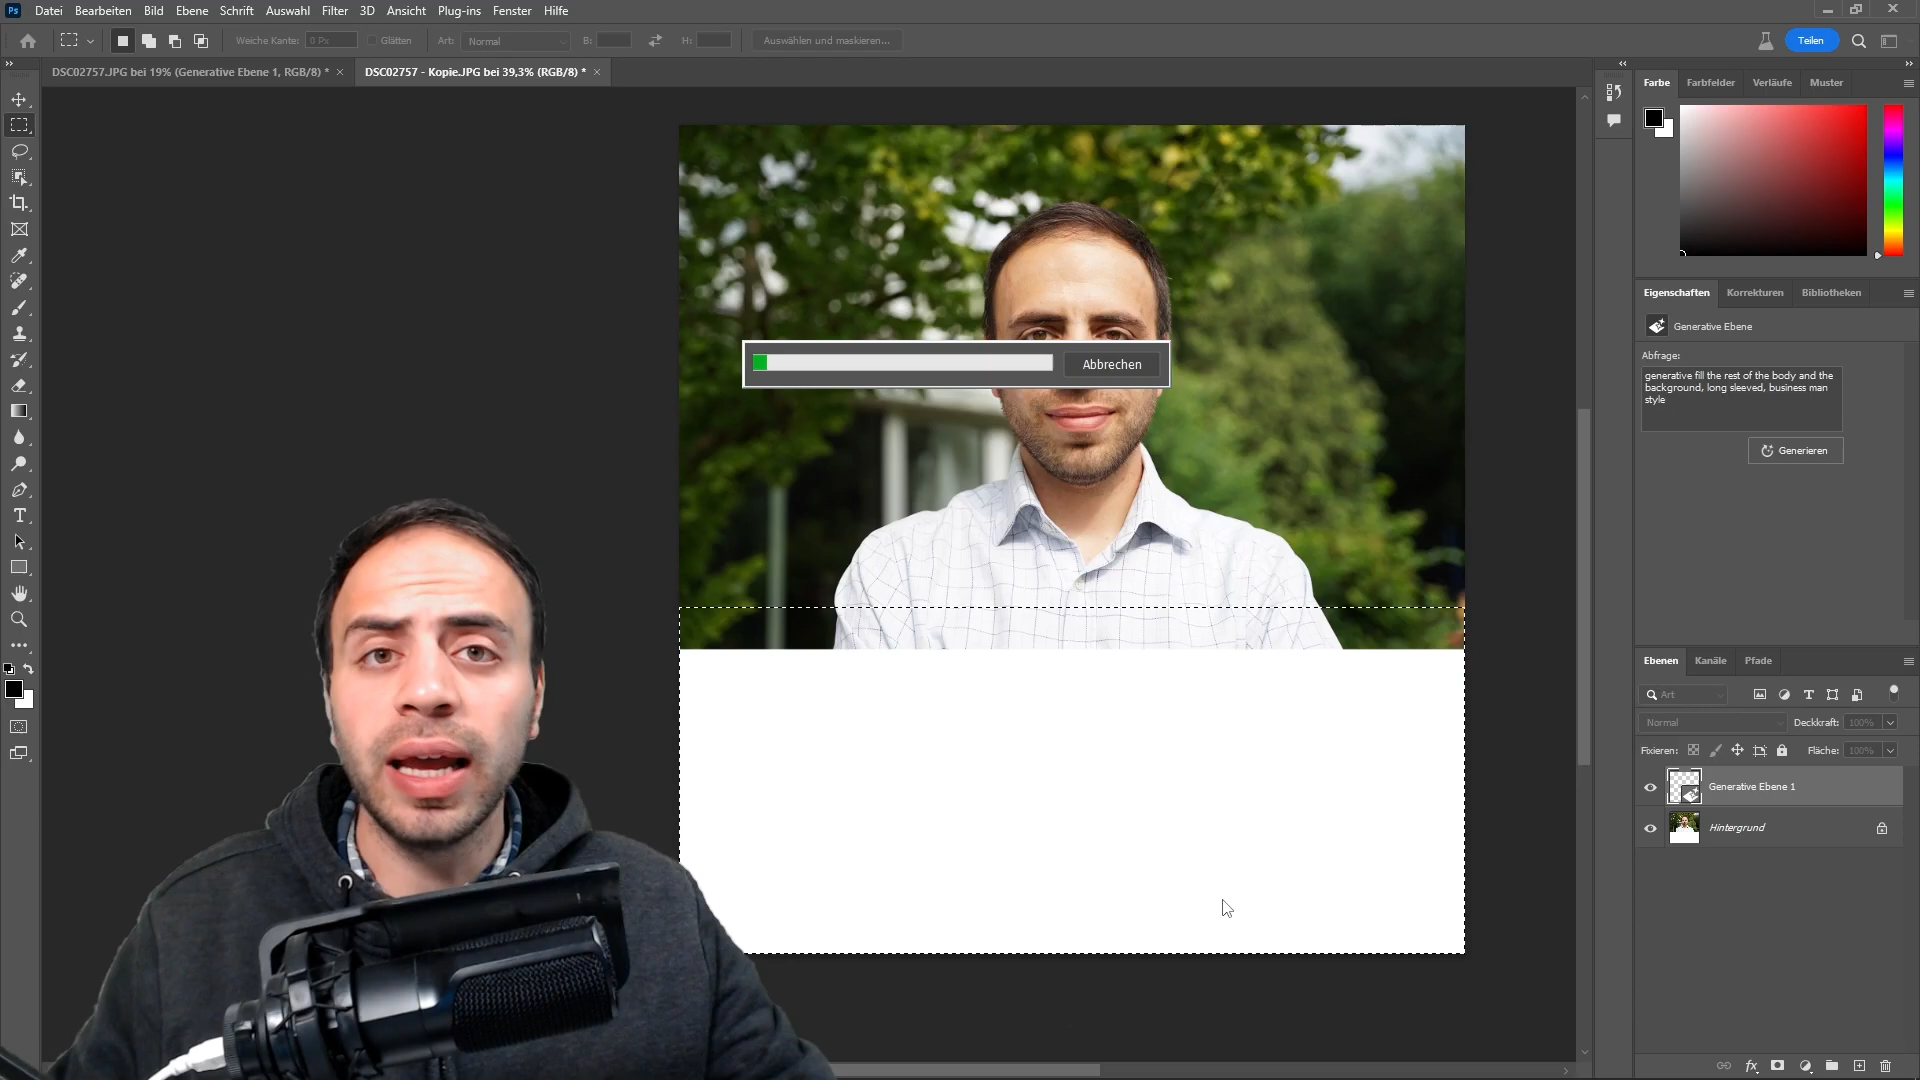 Ps Datei Bearbeiten Bild Ebene Schrift Auswahl Filter 3D Ansicht Plug-ins Fenster Hilfe
Weiche Kante: 0 Px Glätten Art: Normal B: H: Auswählen und maskieren... Teilen
DSC02757.JPG bei 19% (Generative Ebene 1, RGB/8) * × DSC02757 - Kopie.JPG bei 39,3% (RGB/8) * ×
Farbe Farbfelder Verläufe Muster
Eigenschaften Korrekturen Bibliotheken
Generative Ebene
Abfrage:
generative fill the rest of the body and the
background, long sleeved, business man
style
Generieren
Abbrechen
Ebenen Kanäle Pfade
Art
Normal Deckkraft: 100%
Fixieren: Fläche: 100%
Generative Ebene 1
Hintergrund
fx